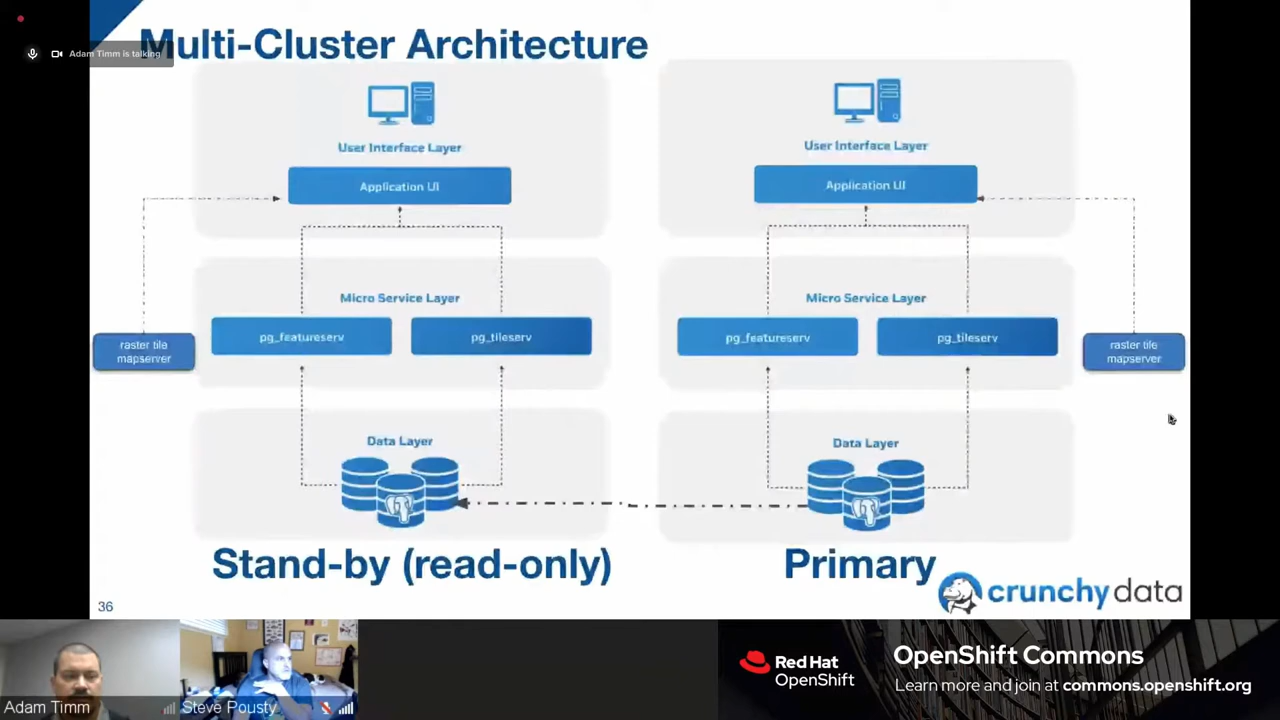 Multi-Cluster Architecture
Adam Timm is talking
User Interface Layer
Application UI
Micro Service Layer
pg_featureserv
pg_tileserv
raster tile
mapserver
Data Layer
Stand-by (read-only)
User Interface Layer
Application UI
Micro Service Layer
pg_featureserv
pg_tileserv
raster tile
mapserver
Data Layer
Primary
crunchydata
36
Adam Timm
Steve Pousty
Red Hat
OpenShift
OpenShift Commons
Learn more and join at commons.openshift.org